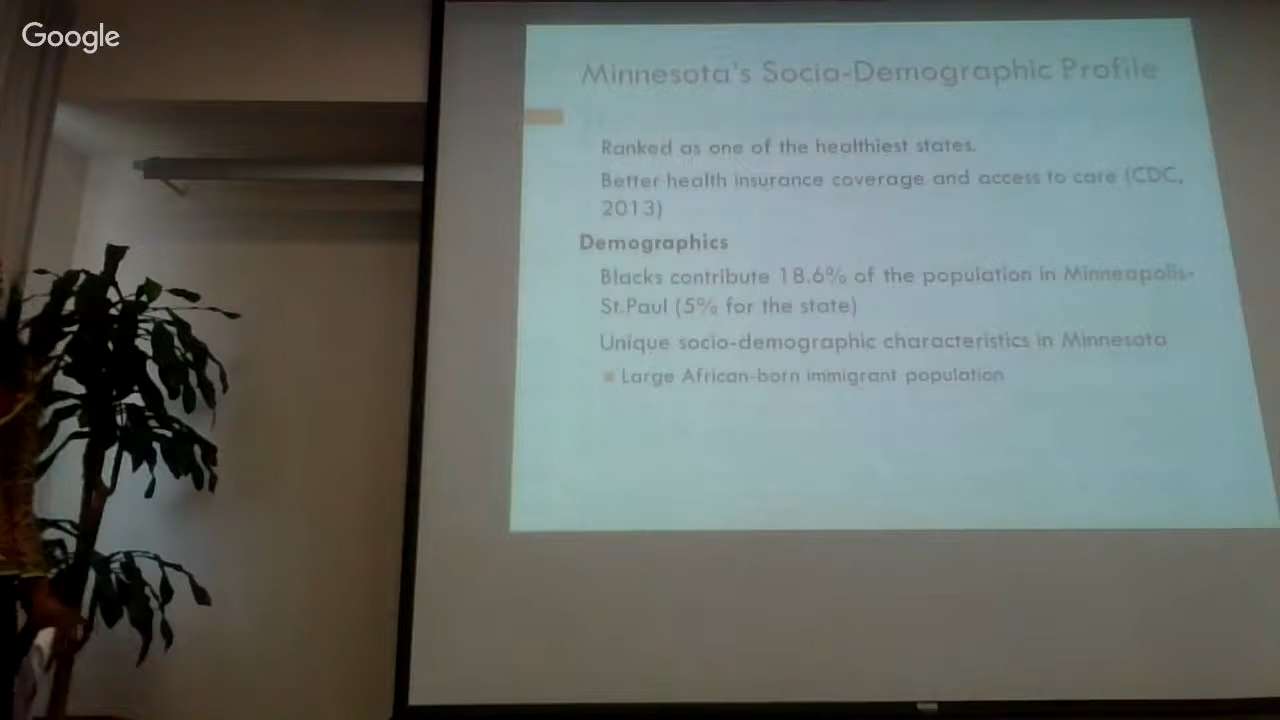 Google
Minnesota's Socio-Demographic Profile
Ranked as one of the healthiest states.
Better health insurance coverage and access to care (CDC,
2013)
Demographics
Blacks contribute 18.6% of the population in Minneapolis-
St.Paul (5% for the state)
Unique socio-demographic characteristics in Minnesota
Large African-born immigrant population